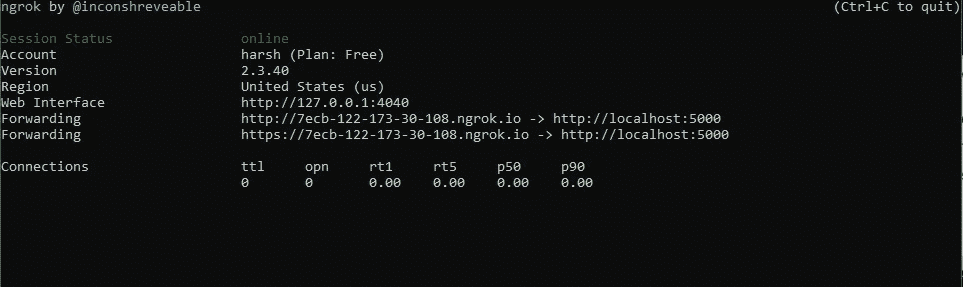 ngrok by @inconshreveable (Ctrl+C to quit)
Session Status online
Account harsh (Plan: Free)
Version 2.3.40
Region United States (us)
Web Interface http://127.0.0.1:4040
Forwarding http://7ecb-122-173-30-108.ngrok.io -> http://localhost:5000
Forwarding https://7ecb-122-173-30-108.ngrok.io -> http://localhost:5000
Connections ttl opn rt1 rt5 p50 p90
0 0 0.00 0.00 0.00 0.00